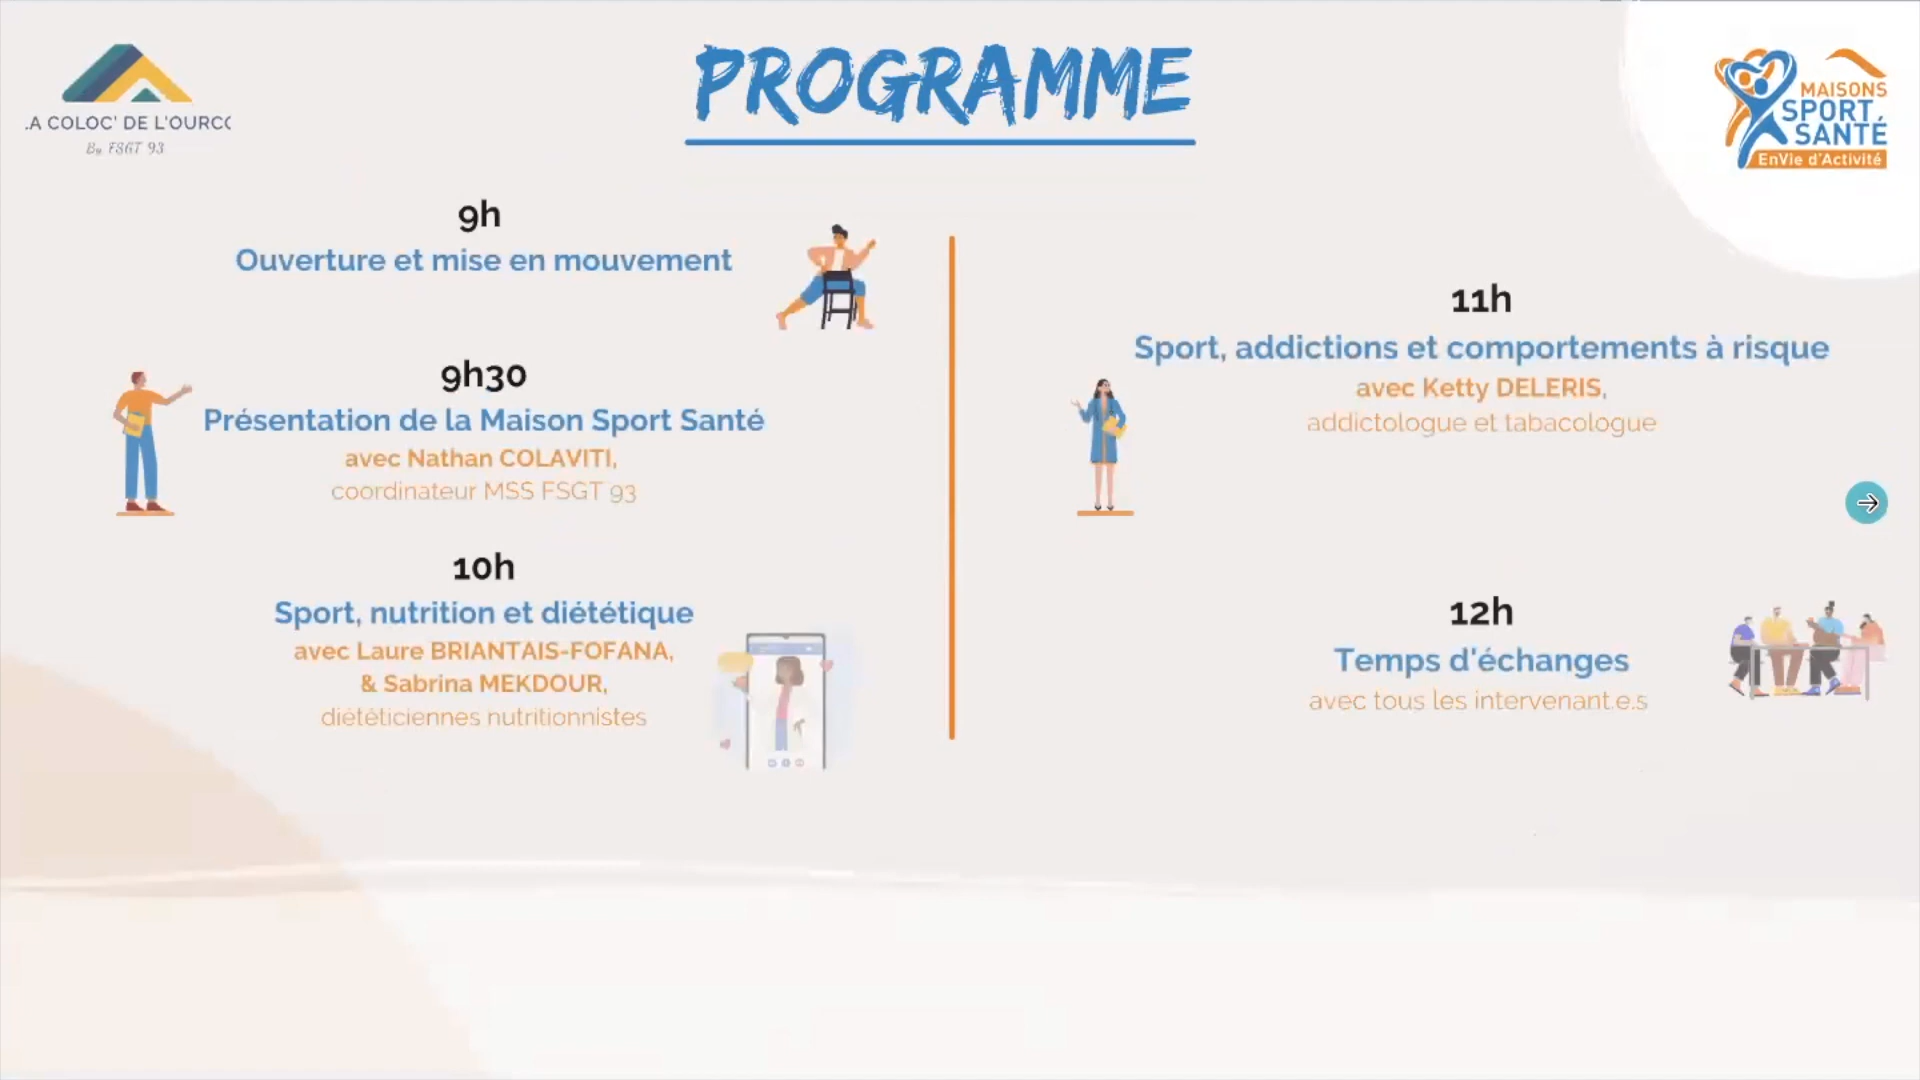 PROGRAMME
.A COLOC' DE L'OURC
By FSGT 93
MAISONS
SPORT,
SANTÉ
EnVie d'Activité
9h
Ouverture et mise en mouvement
9h30
Présentation de la Maison Sport Santé
avec Nathan COLAVITI,
coordinateur MSS FSGT 93
10h
Sport, nutrition et diététique
avec Laure BRIANTAIS-FOFANA,
& Sabrina MEKDOUR,
diététiciennes nutritionnistes
11h
Sport, addictions et comportements à risque
avec Ketty DELERIS,
addictologue et tabacologue
12h
Temps d'échanges
avec tous les intervenant.e.s